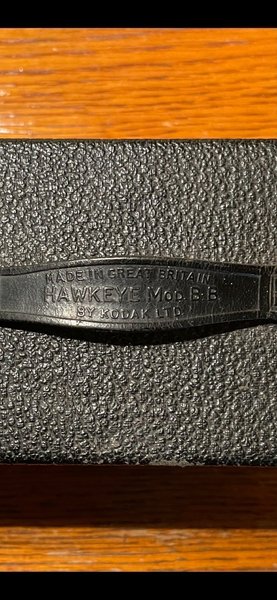 MADE IN GREAT BRITAIN
HAWKEYE MOD. B.B.
BY KODAK LTD